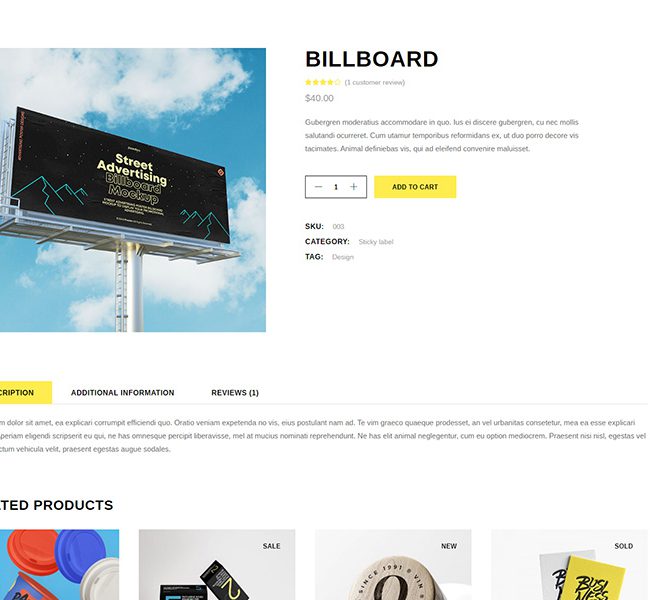 BILLBOARD
(1 customer review)
$40.00
Gubergren moderatius accommodare in quo. Ius ei discere gubergren, cu nec mollis
salutandi ocurreret. Cum utamur temporibus reformidans ex, ut duo porro decore vis
tacimates. Animal definiebas vis, qui ad eleifend convenire maluisset.
1
ADD TO CART
SKU: 003
CATEGORY: Sticky label
TAG: Design
Street
Advertising
Billboard
Mockup
CRIPTION
ADDITIONAL INFORMATION
REVIEWS (1)
m dolor sit amet, ea explicari corrumpit efficiendi quo. Oratio veniam expetenda no vis, eius postulant nam ad. Te vim graeco quaeque prodesset, an vel urbanitas consetetur, mea ea esse explicari
aperiam eligendi scripserit eu qui, ne has omnesque percipit liberavisse, mel at mucius nominati reprehendunt. Ne has elit animal neglegentur, cum eu option mediocrem. Praesent nisi nisl, egestas vel
ctum vehicula velit, praesent egestas augue sodales.
ATED PRODUCTS
SALE
NEW
SINCE 1991
SOLD
BUSI
NESS